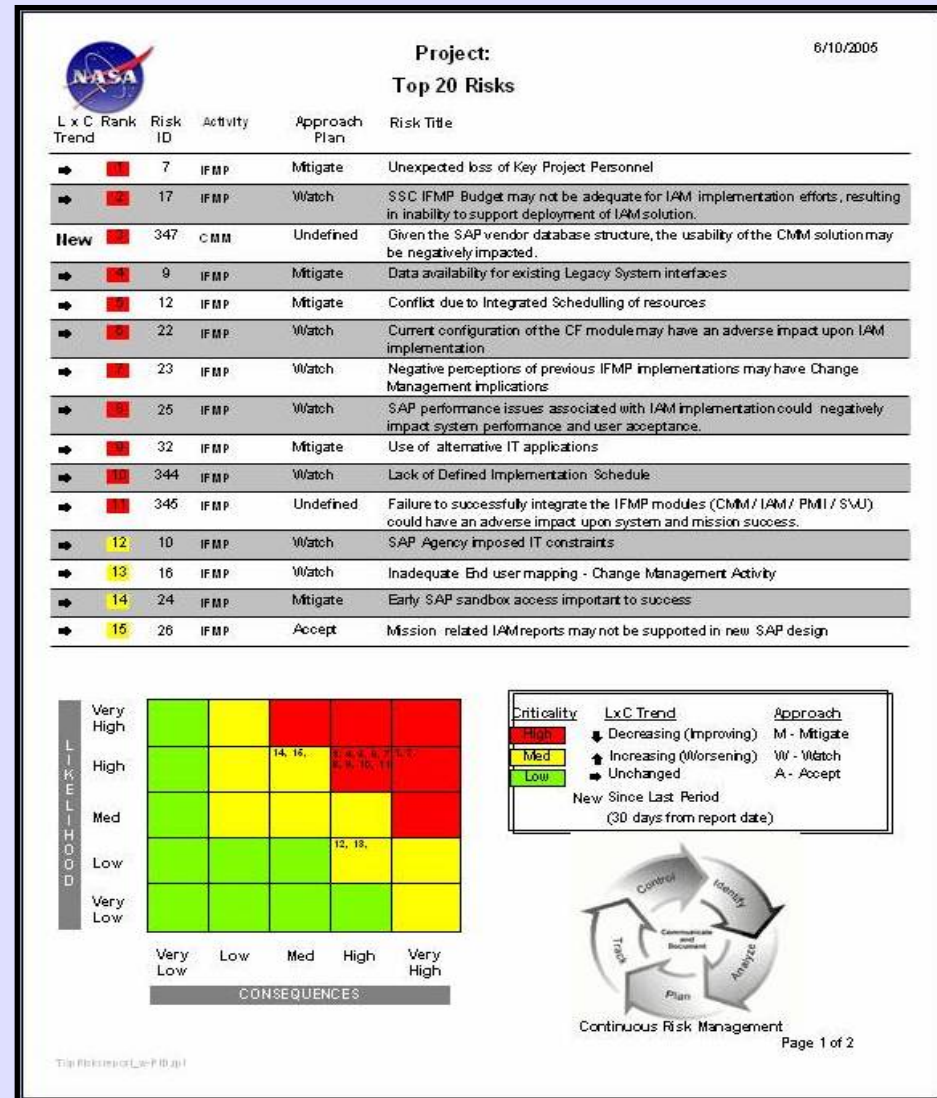 NASA
Project:
Top 20 Risks
6/10/2005
L x C Trend Rank Risk ID Activity Approach Plan Risk Title
1 7 IFMP Mitigate Unexpected loss of Key Project Personnel
2 17 IFMP Watch SSC IFMP Budget may not be adequate for IAM implementation efforts, resulting
in inability to support deployment of IAM solution.
New 3 347 CMM Undefined Given the SAP vendor database structure, the usability of the CMM solution may
be negatively impacted.
4 9 IFMP Mitigate Data availability for existing Legacy System interfaces
5 12 IFMP Mitigate Conflict due to Integrated Schedulling of resources
6 22 IFMP Watch Current configuration of the CF module may have an adverse impact upon IAM
implementation
7 23 IFMP Watch Negative perceptions of previous IFMP implementations may have Change
Management implications
8 25 IFMP Watch SAP performance issues associated with IAM implementation could negatively
impact system performance and user acceptance.
9 32 IFMP Mitigate Use of alternative IT applications
10 344 IFMP Watch Lack of Defined Implementation Schedule
11 345 IFMP Undefined Failure to successfully integrate the IFMP modules (CMM / IAM / PMII / SVU)
could have an adverse impact upon system and mission success.
12 10 IFMP Watch SAP Agency imposed IT constraints
13 16 IFMP Watch Inadequate End user mapping - Change Management Activity
14 24 IFMP Mitigate Early SAP sandbox access important to success
15 26 IFMP Accept Mission related IAM reports may not be supported in new SAP design
LIKELIHOOD
Very
High
High
14, 15,
8, 9, 10, 11
Med
Low
12, 13,
Very
Low
Very
Low
Low
Med
High
Very
High
CONSEQUENCES
Criticality LxC Trend Approach
High Decreasing (Improving) M - Mitigate
Med Increasing (Worsening) W - Watch
Low Unchanged A - Accept
New Since Last Period
(30 days from report date)
Control
Identify
Analyze
Plan
Track
Communicate
and
Document
Continuous Risk Management
Page 1 of 2